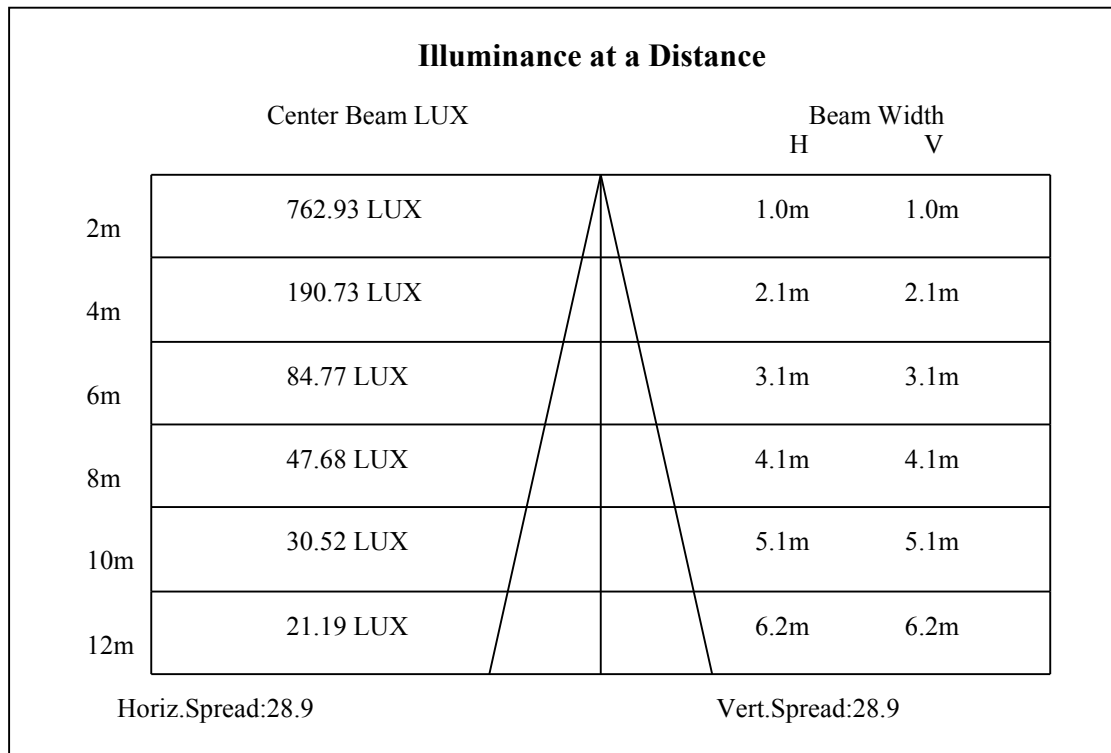 Illuminance at a Distance
Center Beam LUX Beam Width
H V
762.93 LUX 1.0m 1.0m
2m
190.73 LUX 2.1m 2.1m
4m
84.77 LUX 3.1m 3.1m
6m
47.68 LUX 4.1m 4.1m
8m
30.52 LUX 5.1m 5.1m
10m
21.19 LUX 6.2m 6.2m
12m
Horiz.Spread:28.9 Vert.Spread:28.9